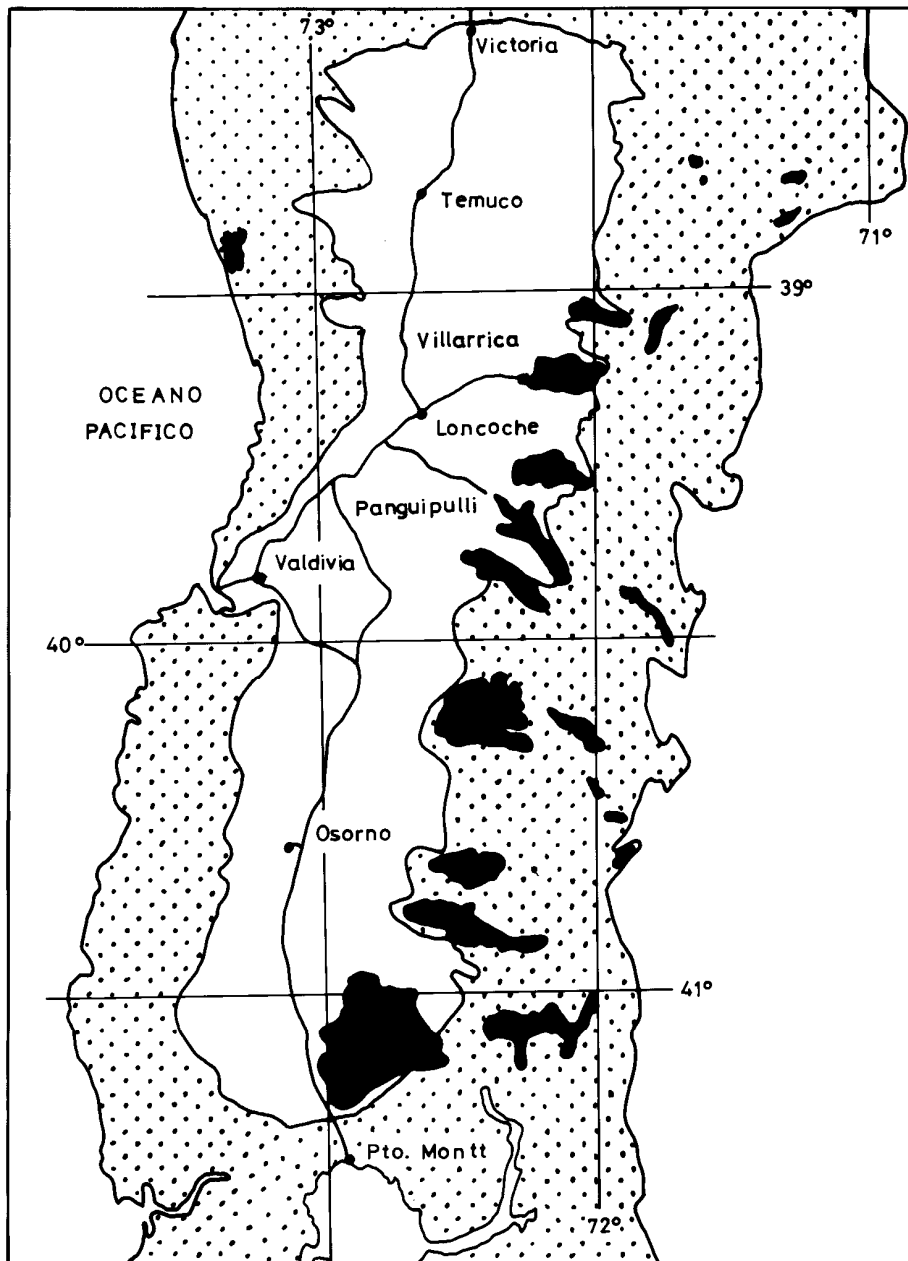 73°
Victoria
Temuco
71°
39°
Villarrica
OCEANO
PACIFICO
Loncoche
Panguipulli
Valdivia
40°
Osorno
41°
Pto. Montt
72°